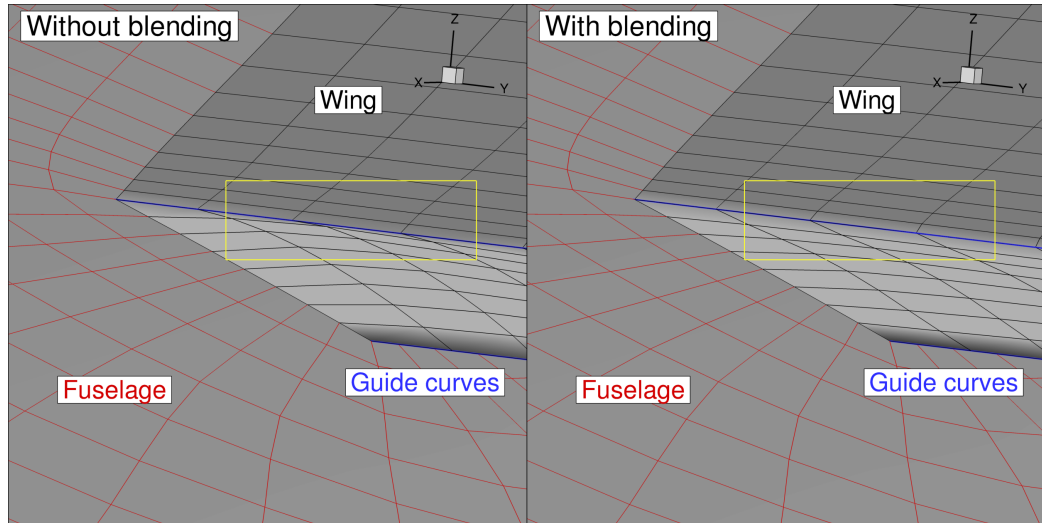 Without blending
Z
X
Y
Wing
Fuselage
Guide curves
With blending
Z
X
Y
Wing
Fuselage
Guide curves